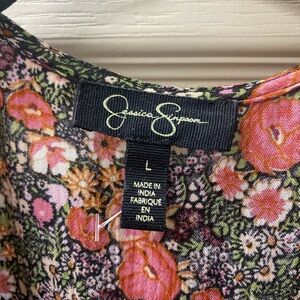 Jessica Simpson
L
MADE IN
INDIA
FABRIQUÉ
EN
INDIA